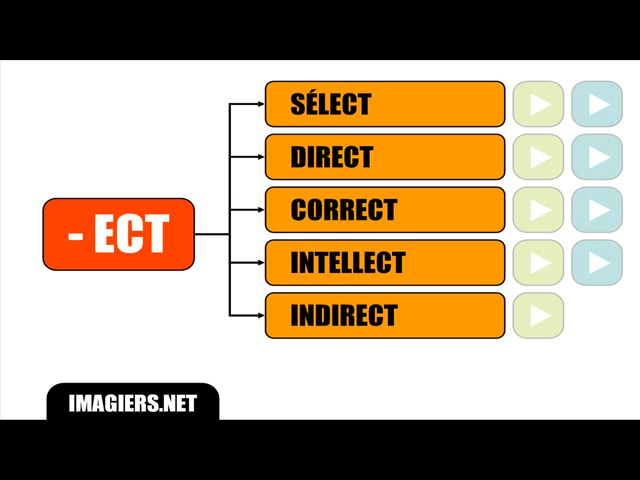 SÉLECT
DIRECT
- ECT
CORRECT
INTELLECT
INDIRECT
IMAGIERS.NET